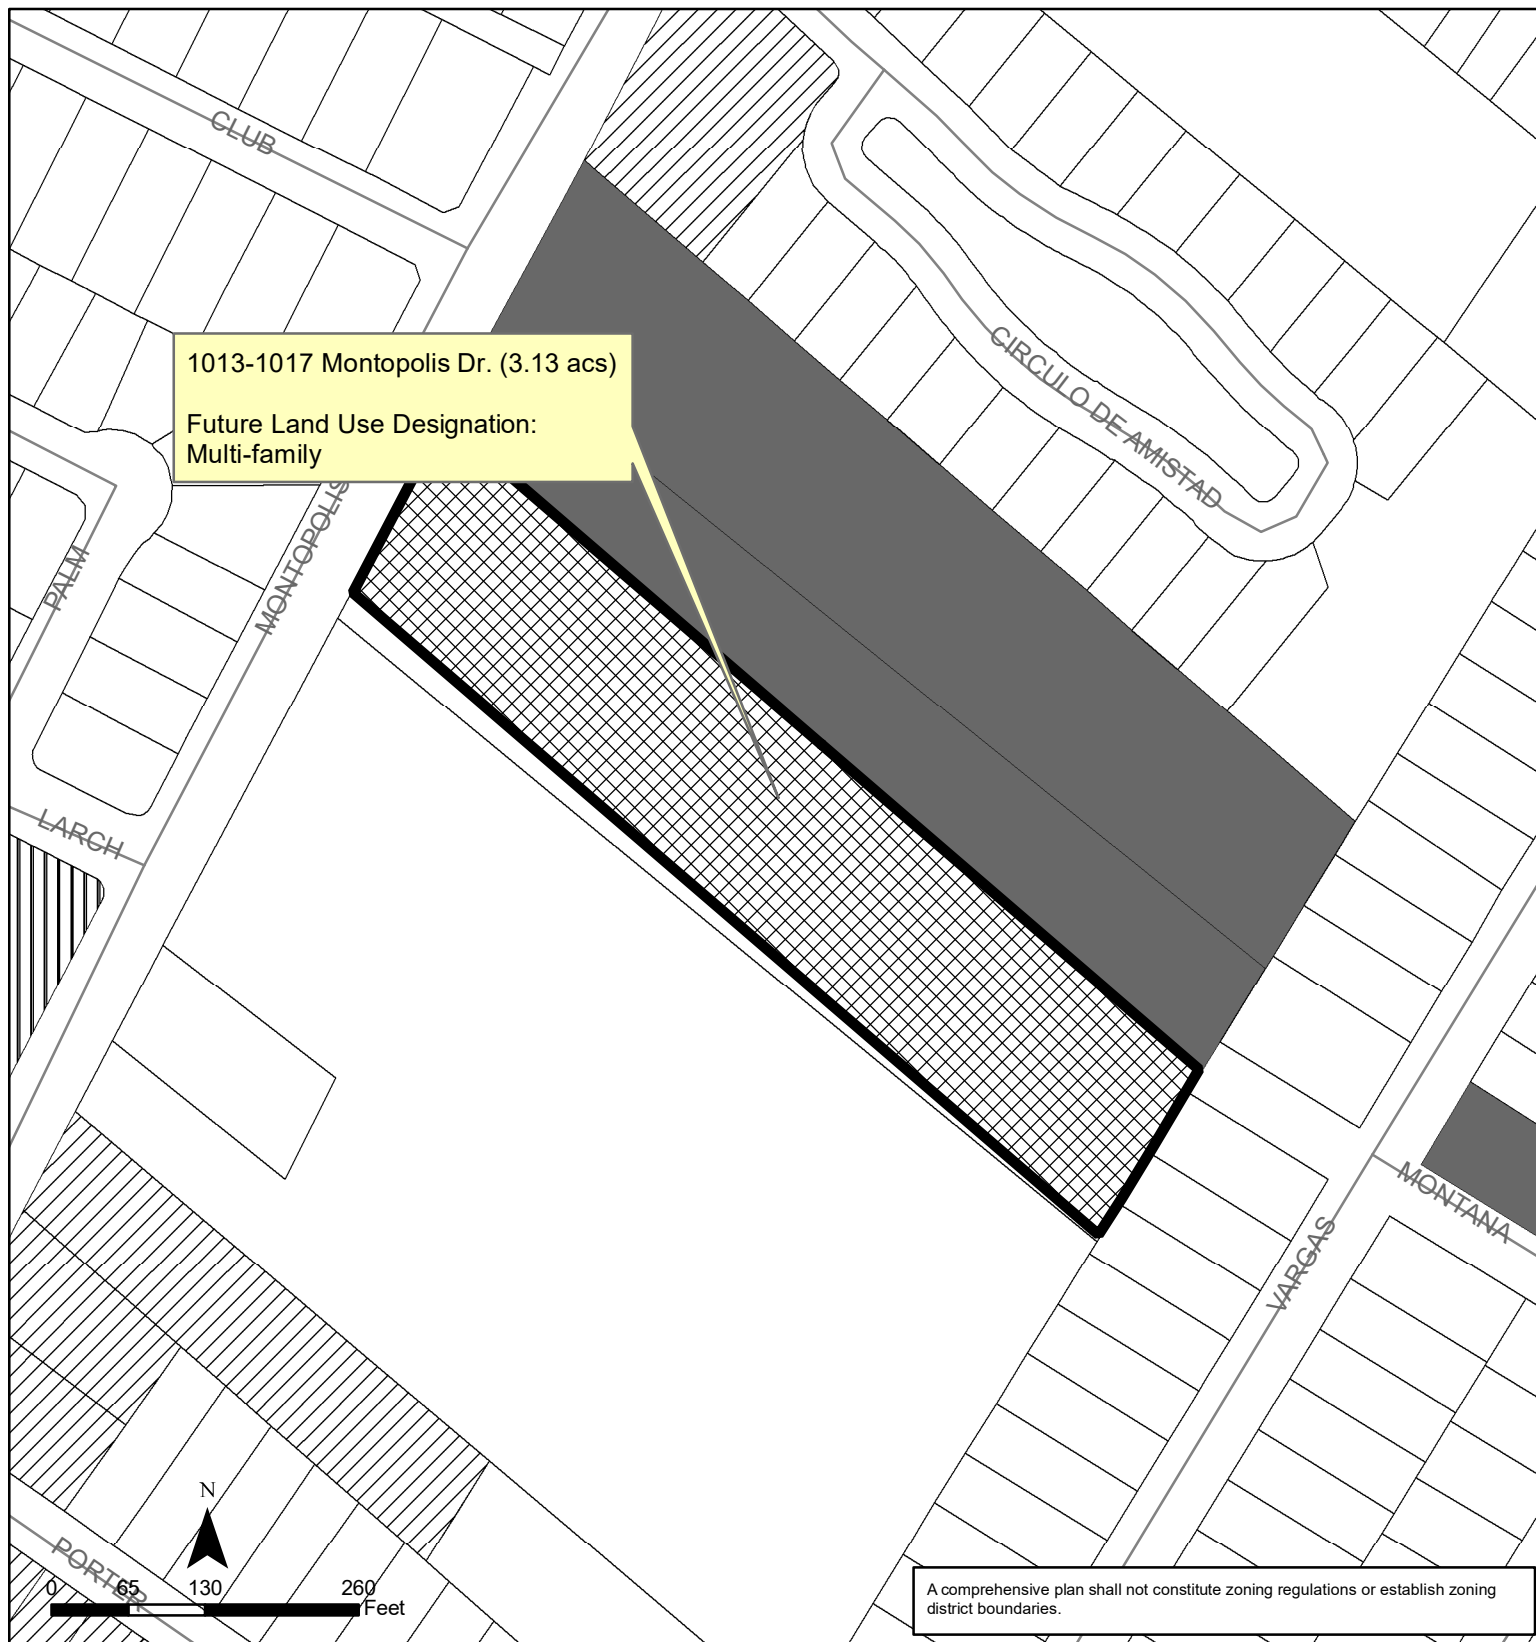 CLUB
CIRCULO DE AMISTAD
1013-1017 Montopolis Dr. (3.13 acs)
Future Land Use Designation:
Multi-family
MONTOPOLIS
PALM
LARCH
MONTANA
VARGAS
N
PORTER
0 65 130 260
Feet
A comprehensive plan shall not constitute zoning regulations or establish zoning
district boundaries.